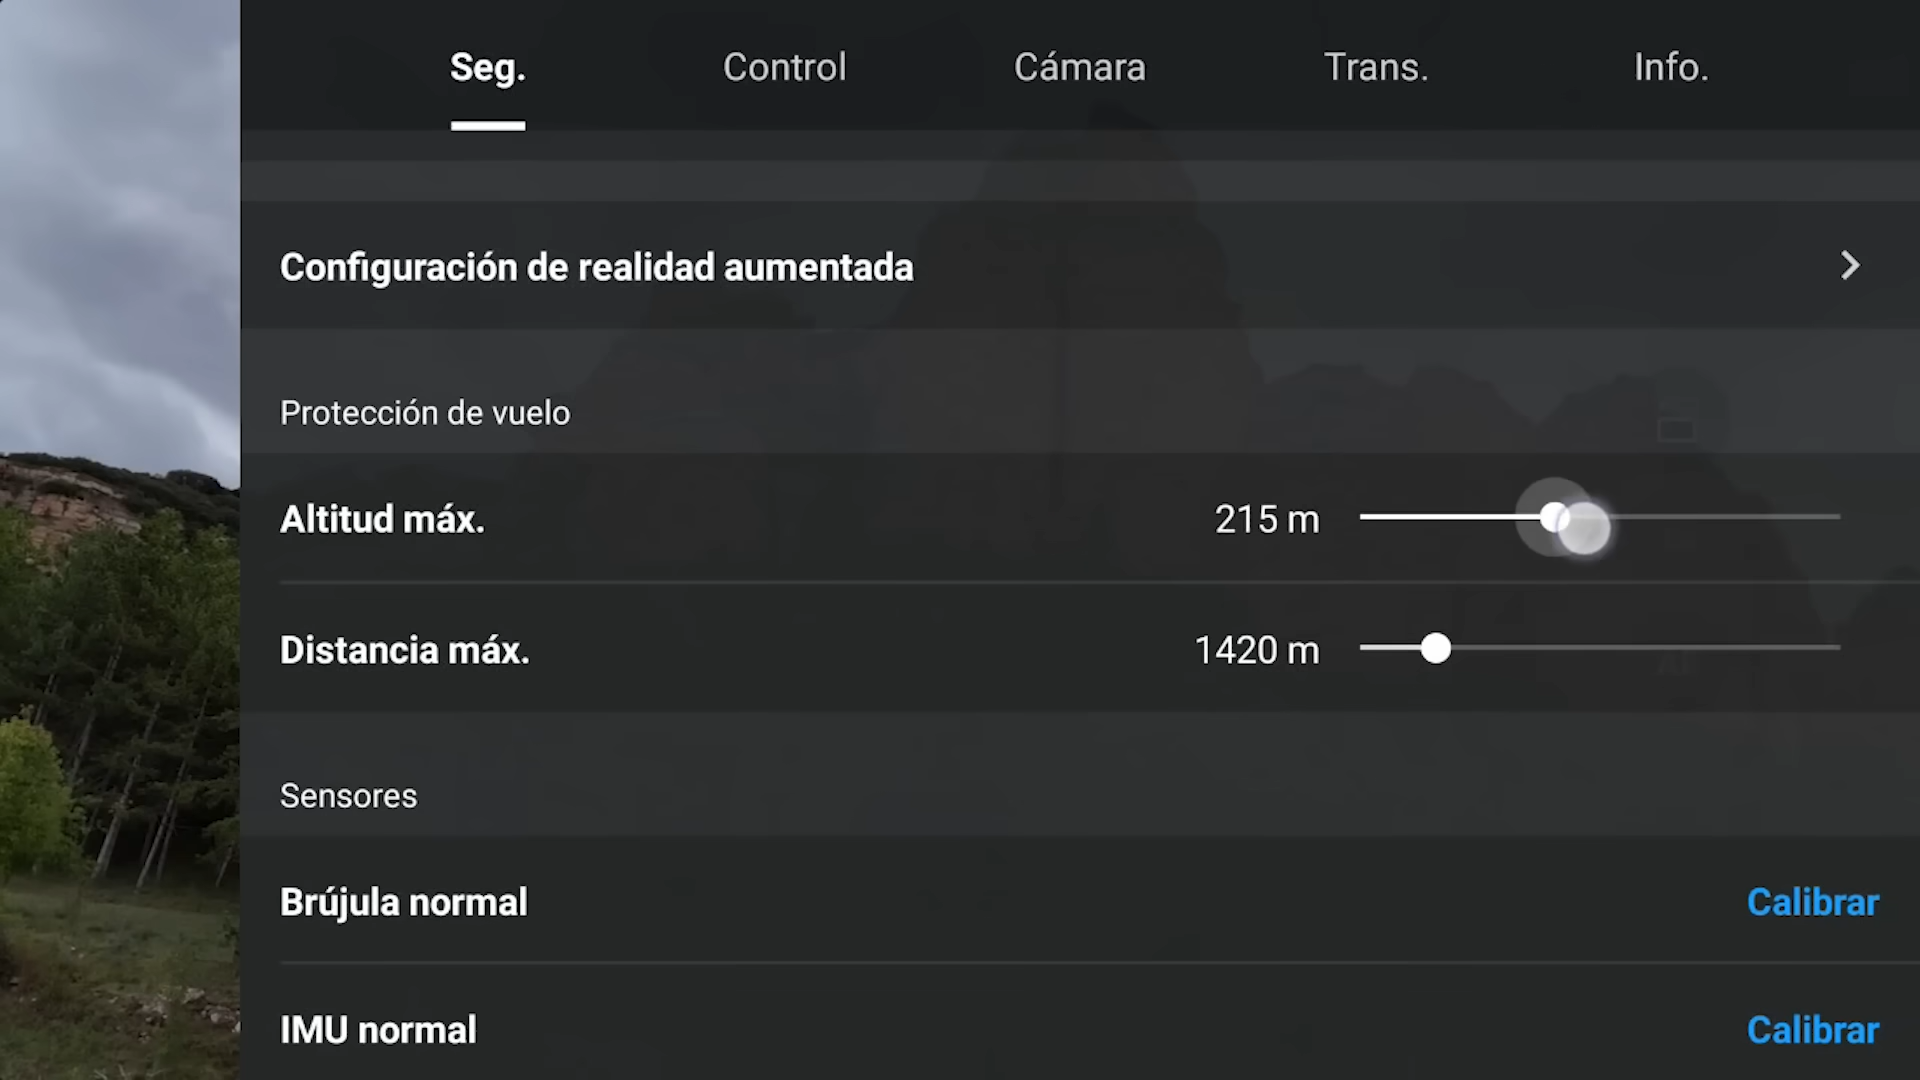 Seg. Control Cámara Trans. Info.
Configuración de realidad aumentada
Protección de vuelo
Altitud máx. 215 m
Distancia máx. 1420 m
Sensores
Brújula normal Calibrar
IMU normal Calibrar